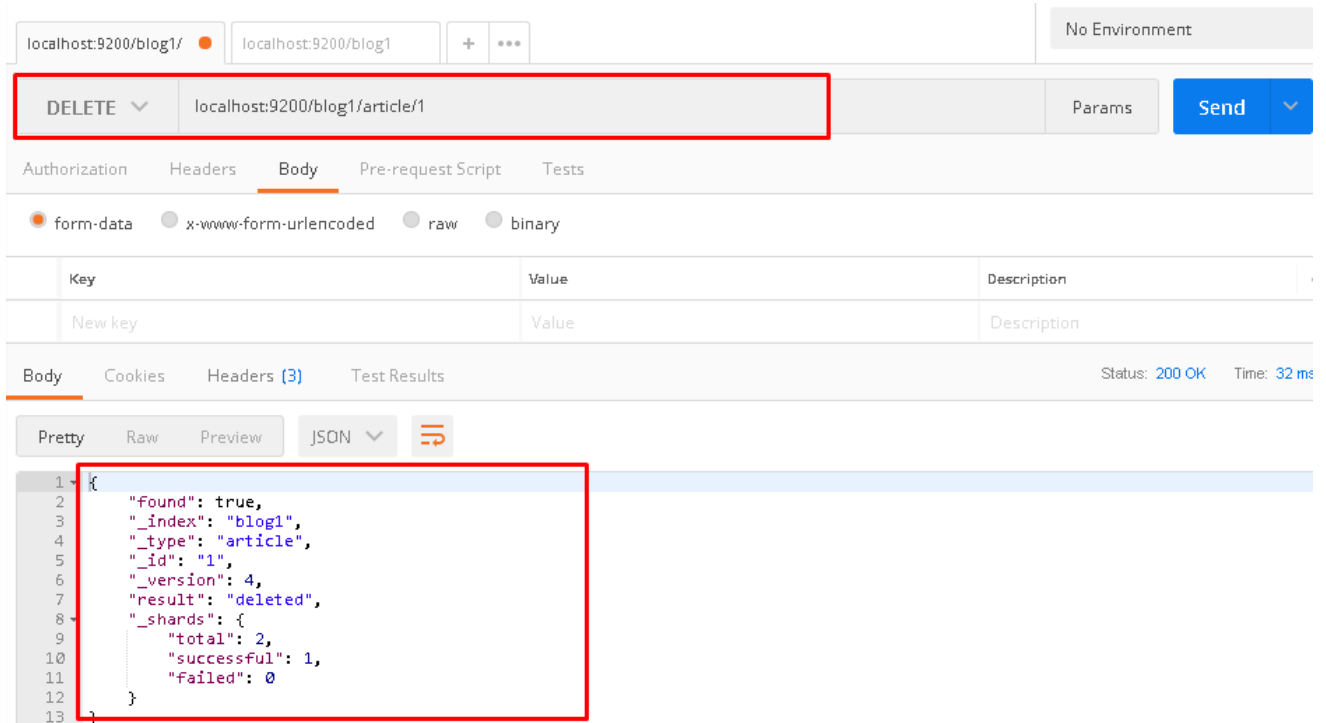 localhost:9200/blog1/ localhost:9200/blog1 + ••• No Environment
DELETE localhost:9200/blog1/article/1 Params Send
Authorization Headers Body Pre-request Script Tests
form-data x-www-form-urlencoded raw binary
Key Value Description
New key Value Description
Body Cookies Headers (3) Test Results Status: 200 OK Time: 32 ms
Pretty Raw Preview JSON
1 {
2 "found": true,
3 "_index": "blog1",
4 "_type": "article",
5 "_id": "1",
6 "_version": 4,
7 "result": "deleted",
8 "_shards": {
9 "total": 2,
10 "successful": 1,
11 "failed": 0
12 }
13 }